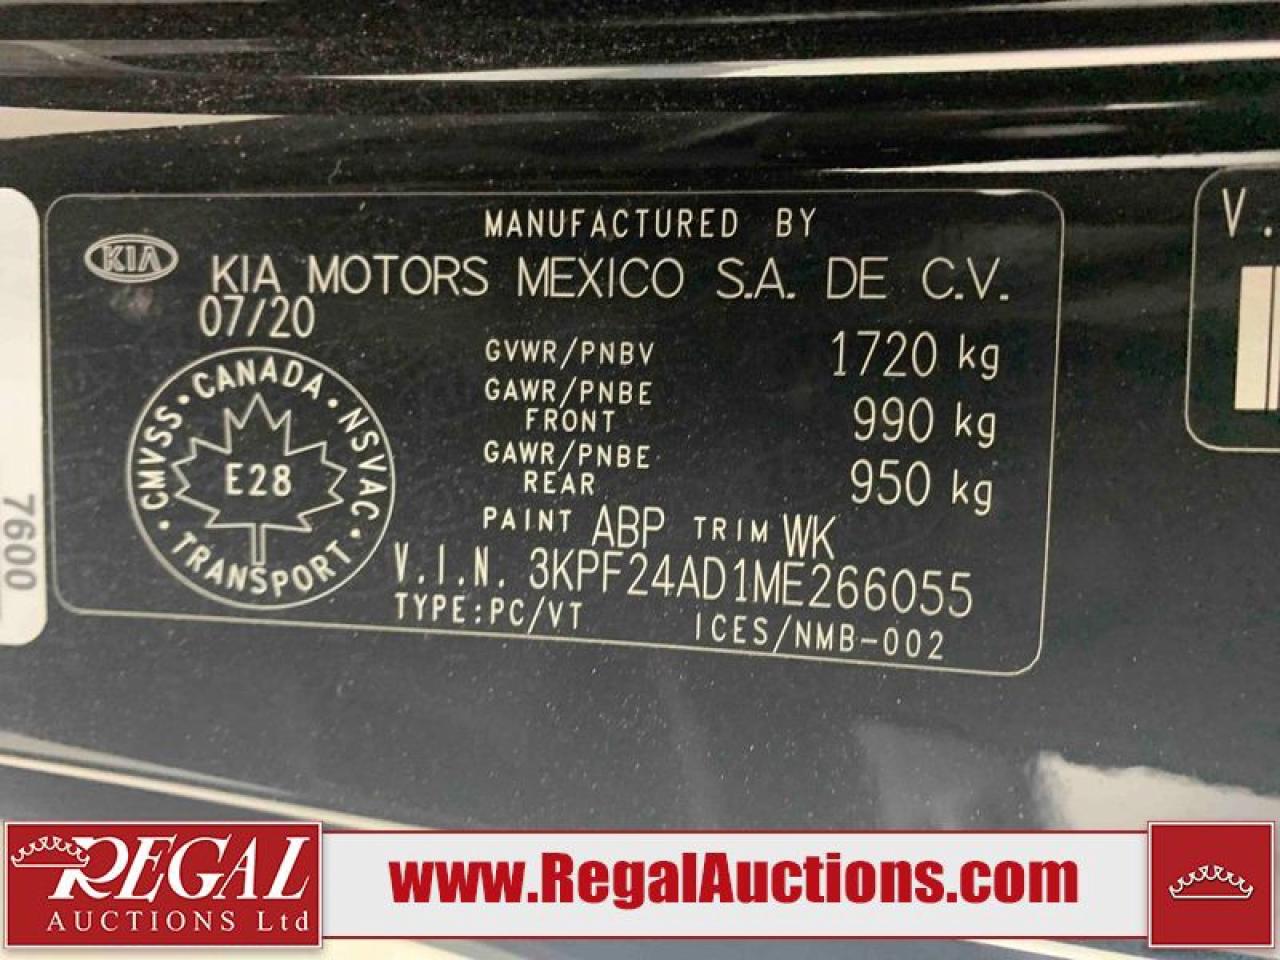 MANUFACTURED BY
KIA
KIA MOTORS MEXICO S.A. DE C.V.
07/20
GVWR/PNBV 1720 kg
GAWR/PNBE
FRONT 990 kg
GAWR/PNBE
REAR 950 kg
PAINT ABP TRIM WK
V.I.N. 3KPF24AD1ME266055
TYPE:PC/VT ICES/NMB-002
CMVSS · CANADA · NSVAC · TRANSPORT ·
E28
7600
V.
REGAL
AUCTIONS Ltd
www.RegalAuctions.com